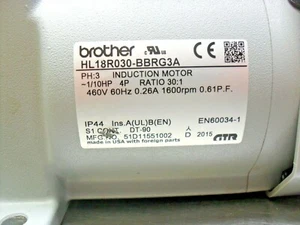 brother
HL18R030-BBRG3A
PH:3 INDUCTION MOTOR
~1/10HP 4P RATIO 30:1
460V 60Hz 0.26A 1600rpm 0.61P.F.
IP44 Ins.A(UL)B(EN) EN60034-1
S1 CONT. DT-90 2015 GTR
MFG NO. 51D11551002
made in USA with foreign parts